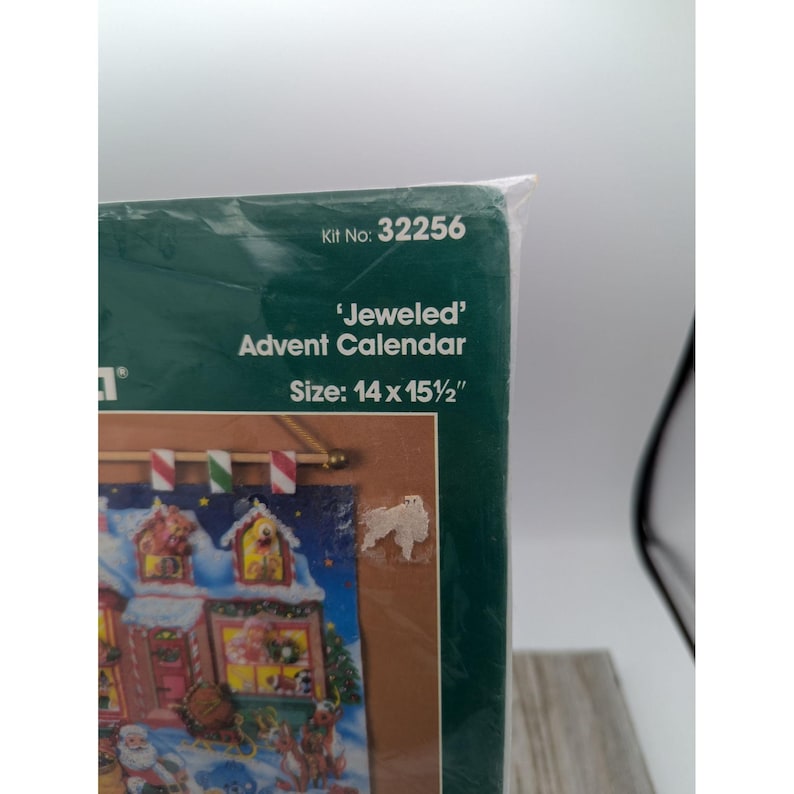 Kit No: 32256
'Jeweled'
Advent Calendar
®
Size: 14 x 15½"